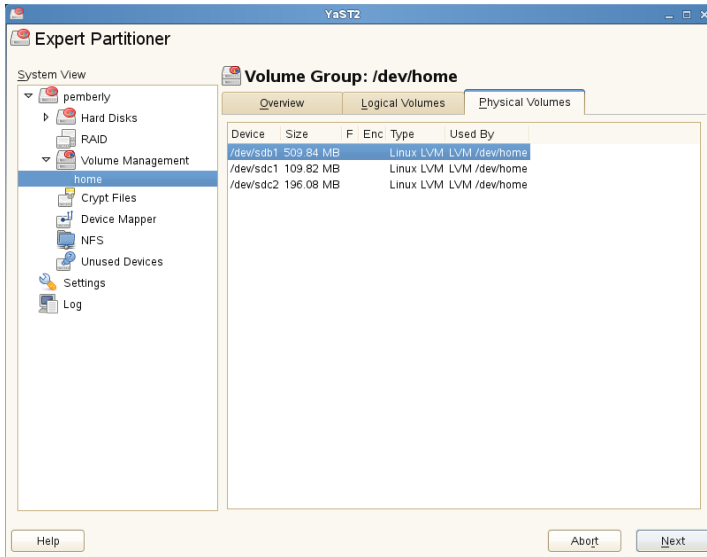 YaST2
Expert Partitioner
System View
pemberly
Hard Disks
RAID
Volume Management
home
Crypt Files
Device Mapper
NFS
Unused Devices
Settings
Log
Volume Group: /dev/home
Overview Logical Volumes Physical Volumes
Device Size F Enc Type Used By
/dev/sdb1 509.84 MB Linux LVM LVM /dev/home
/dev/sdc1 109.82 MB Linux LVM LVM /dev/home
/dev/sdc2 196.08 MB Linux LVM LVM /dev/home
Help Abort Next